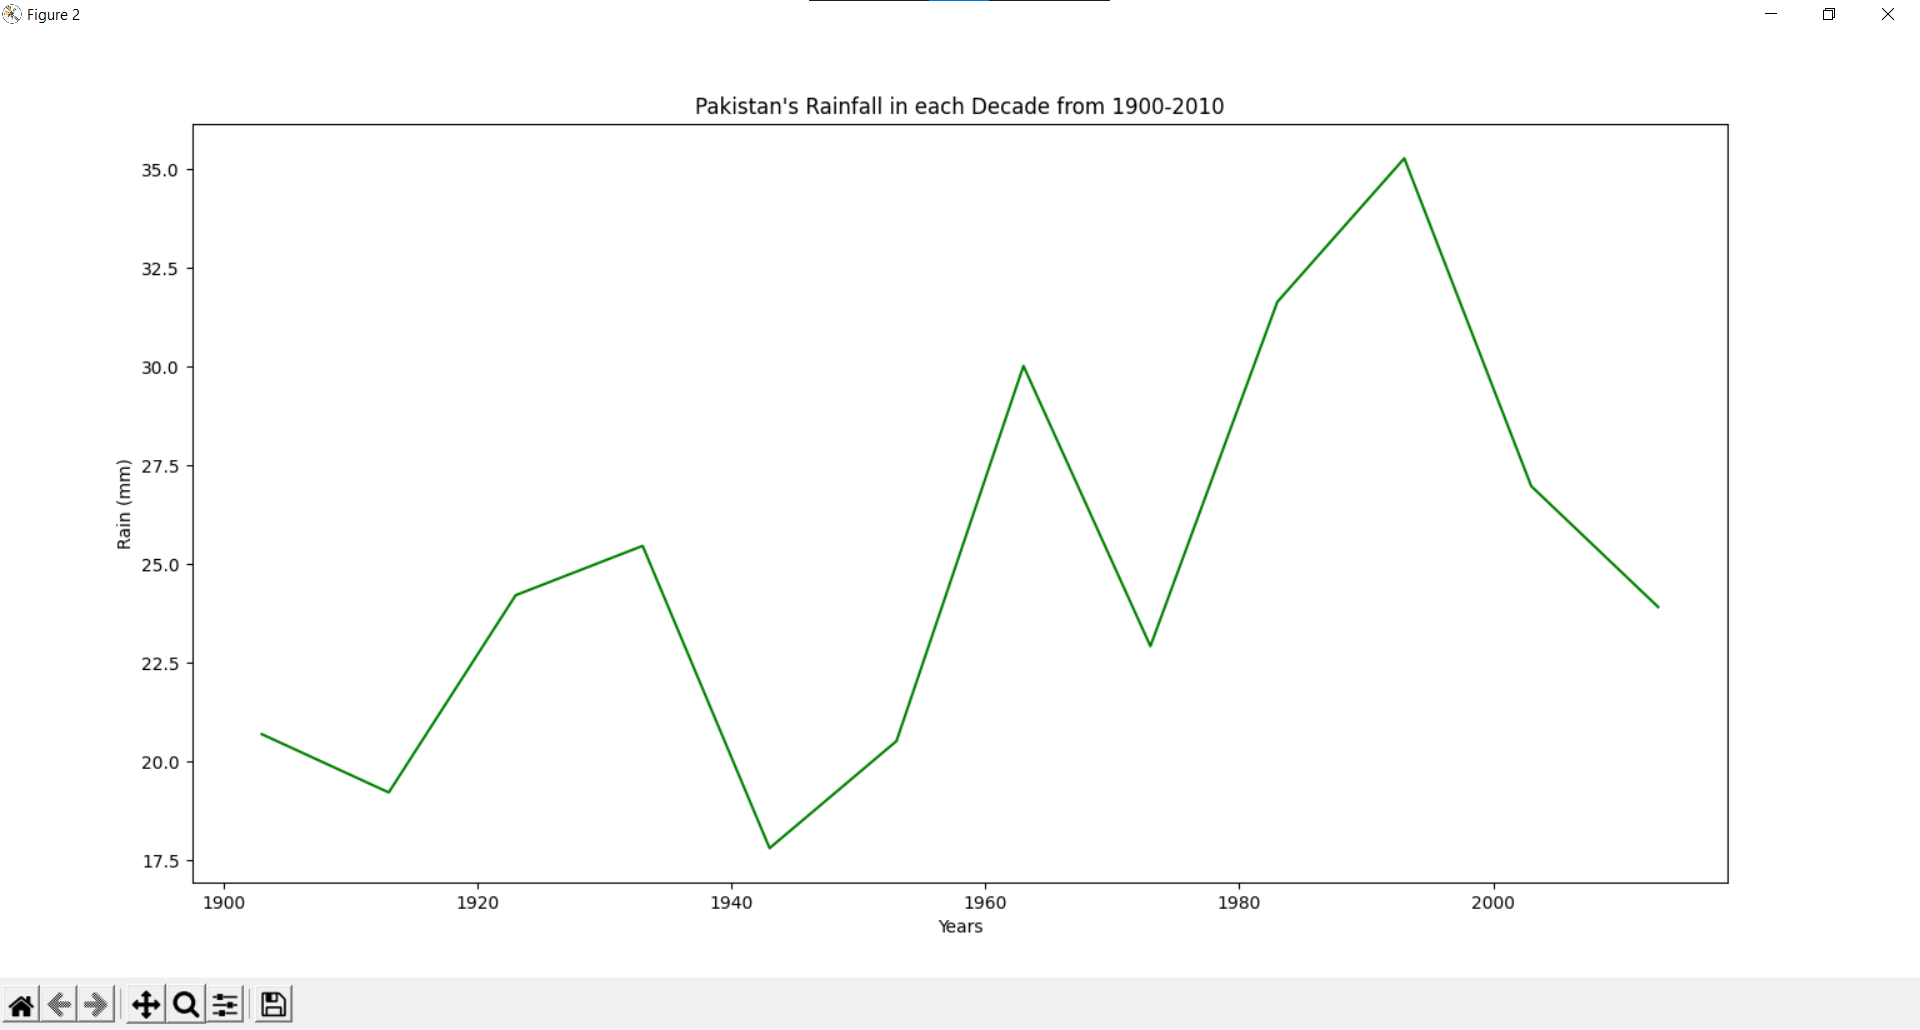 Figure 2
Pakistan's Rainfall in each Decade from 1900-2010
35.0
32.5
30.0
27.5
25.0
22.5
20.0
17.5
Rain (mm)
1900 1920 1940 1960 1980 2000
Years